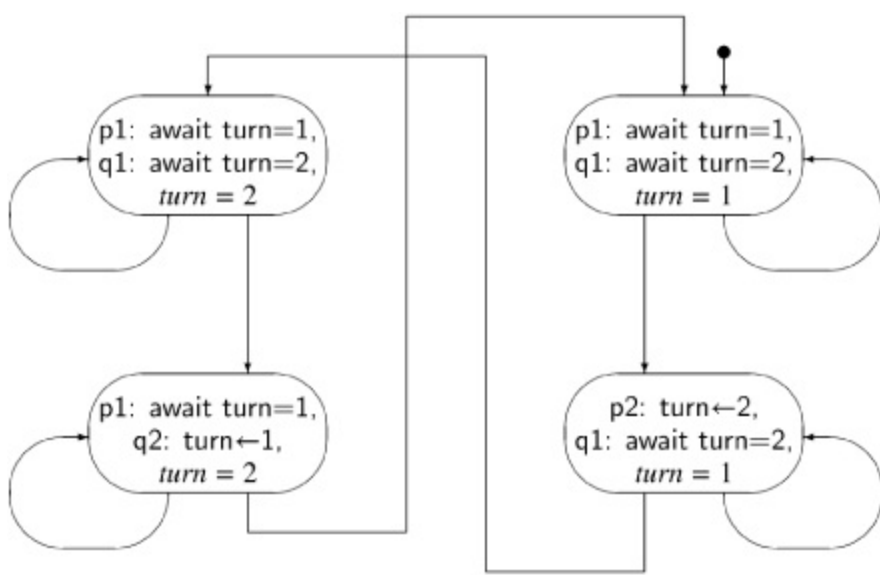 p1: await turn=1,
q1: await turn=2,
turn = 2
p1: await turn=1,
q1: await turn=2,
turn = 1
p1: await turn=1,
q2: turn←1,
turn = 2
p2: turn←2,
q1: await turn=2,
turn = 1